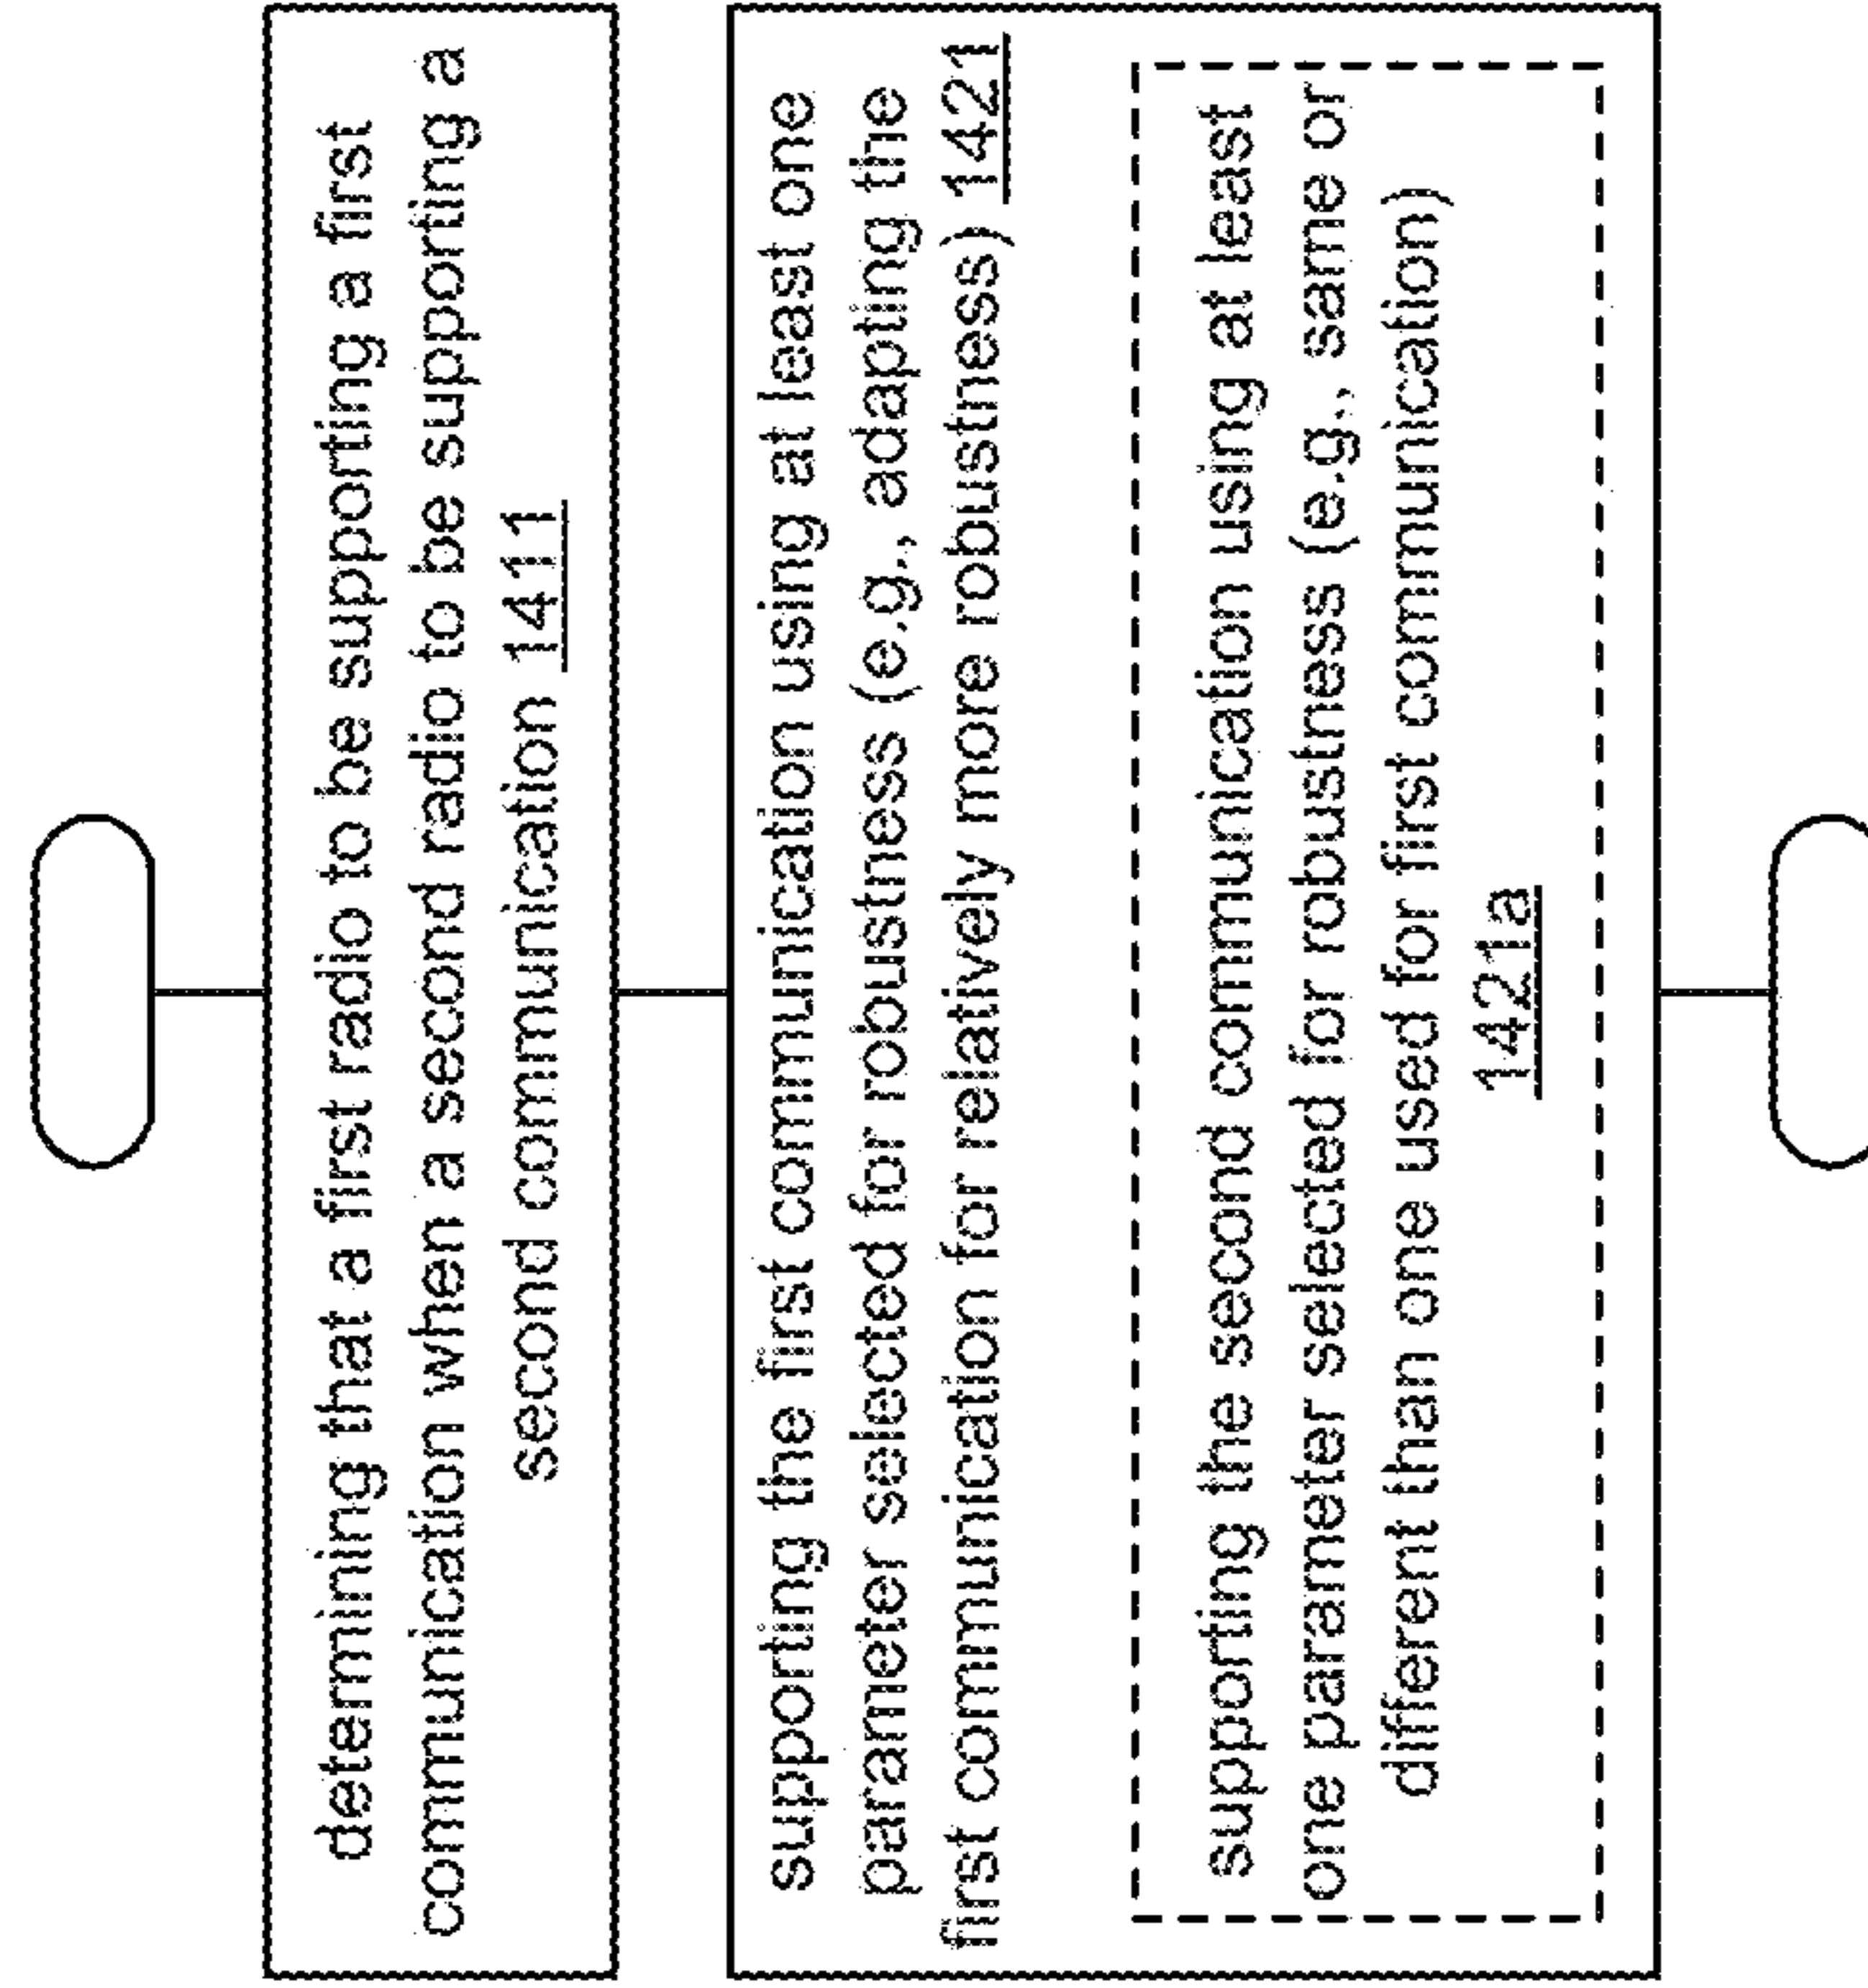 determining that a first radio to be supporting a first
communication when a second radio to be supporting a
second communication 1411
supporting the first communication using at least one
parameter selected for robustness (e.g., adapting the
first communication for relatively more robustness) 1421
supporting the second communication using at least
one parameter selected for robustness (e.g., same or
different than one used for first communication)
1421a